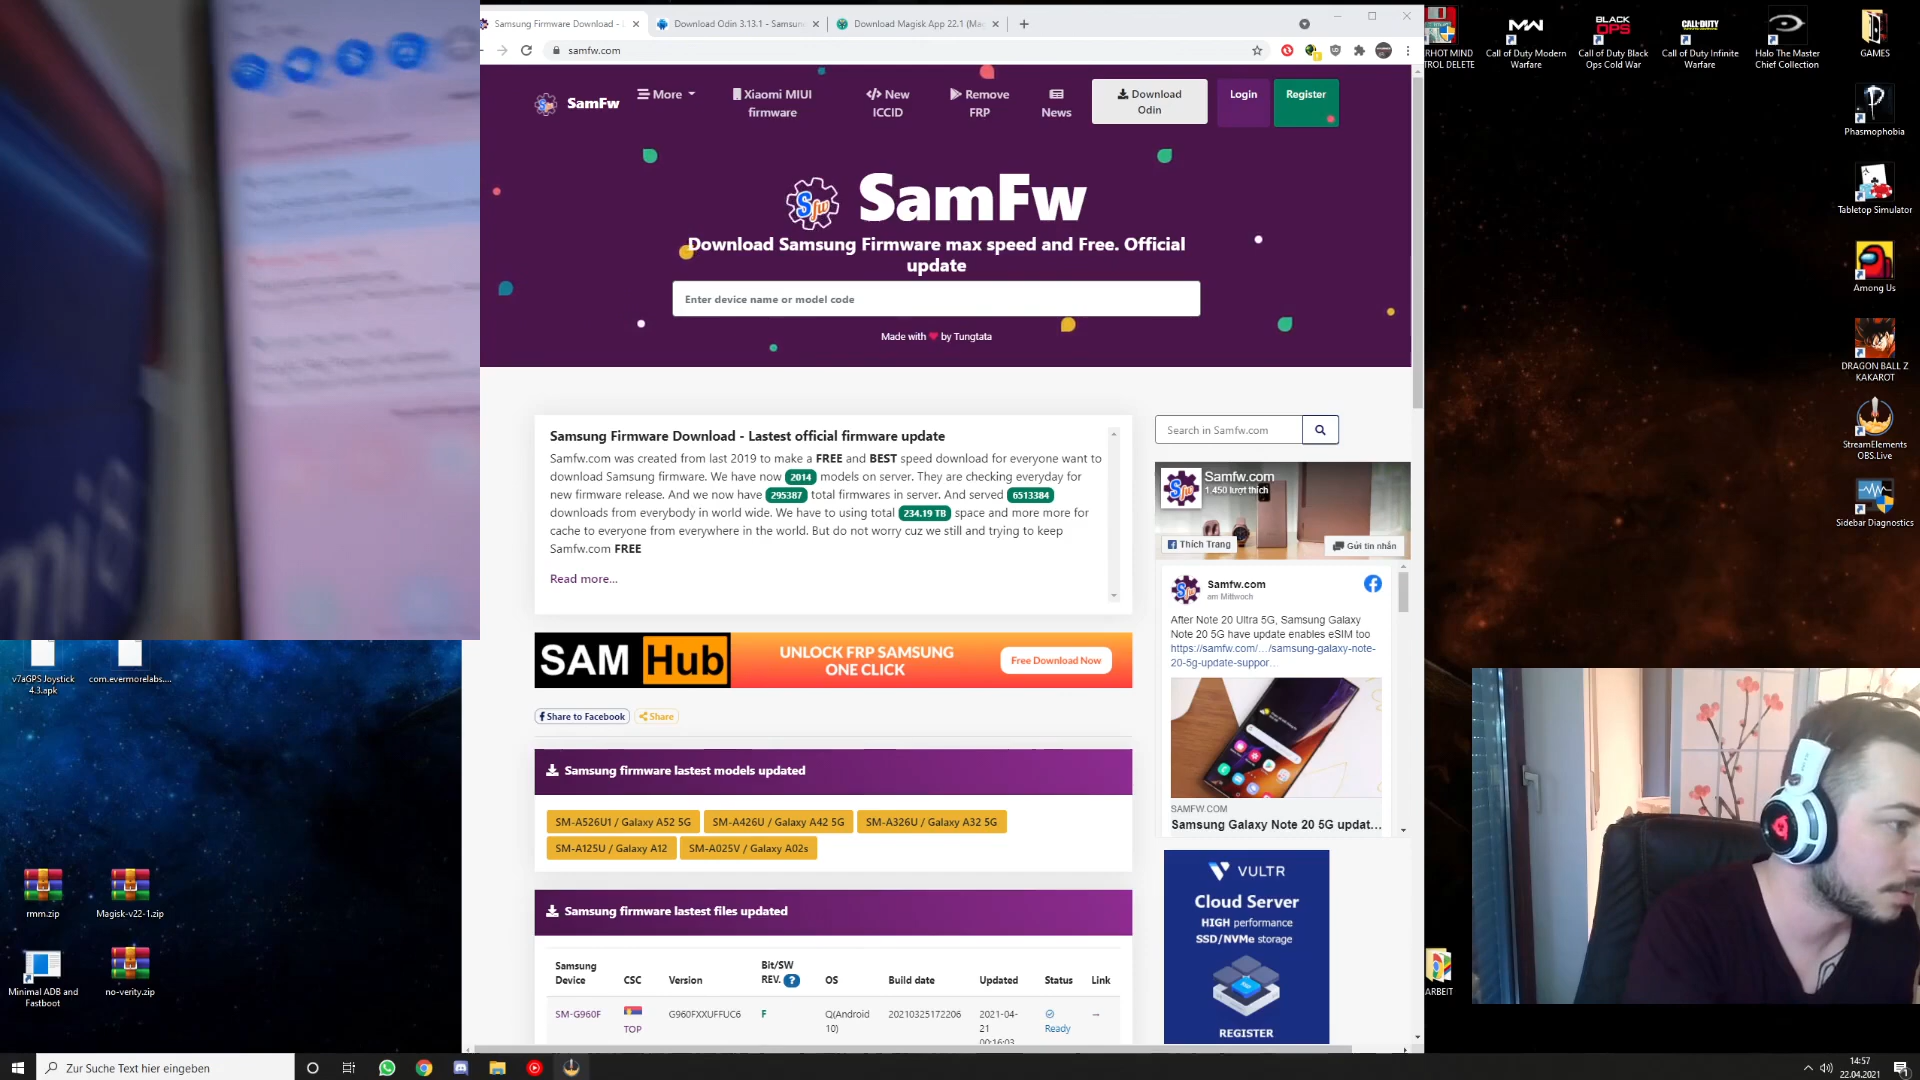 Samsung Firmware Download -
Download Odin 3.13.1 - Samsun
Download Magisk App 22.1 (Mag
samfw.com
SamFw
More
Xiaomi MIUI
firmware
New
ICCID
Remove
FRP
News
Download
Odin
Login
Register
SamFw
Download Samsung Firmware max speed and Free. Official
update
Enter device name or model code
Made with ❤ by Tungtata
Samsung Firmware Download - Lastest official firmware update
Samfw.com was created from last 2019 to make a FREE and BEST speed download for everyone want to
download Samsung firmware. We have now 2014 models on server. They are checking everyday for
new firmware release. And we now have 295387 total firmwares in server. And served 6513384
downloads from everybody in world wide. We have to using total 234.19 TB space and more more for
cache to everyone from everywhere in the world. But do not worry cuz we still and trying to keep
Samfw.com FREE
Read more...
SAM Hub
UNLOCK FRP SAMSUNG
ONE CLICK
Free Download Now
Share to Facebook
Share
Samsung firmware lastest models updated
SM-A526U1 / Galaxy A52 5G
SM-A426U / Galaxy A42 5G
SM-A326U / Galaxy A32 5G
SM-A125U / Galaxy A12
SM-A025V / Galaxy A02s
Samsung firmware lastest files updated
Samsung
Device
CSC
Version
Bit/SW
REV. ?
OS
Build date
Updated
Status
Link
SM-G960F
TOP
G960FXXUFFUC6
F
Q(Android
10)
20210325172206
2021-04-
21
00:16:03
Ready
Search in Samfw.com
Samfw.com
1.450 lượt thích
Thích Trang
Gửi tin nhắn
Samfw.com
am Mittwoch
After Note 20 Ultra 5G, Samsung Galaxy
Note 20 5G have update enables eSIM too
https://samfw.com/…/samsung-galaxy-note-
20-5g-update-suppor…
SAMFW.COM
Samsung Galaxy Note 20 5G updat…
VULTR
Cloud Server
HIGH performance
SSD/NVMe storage
REGISTER
RHOT MIND
TROL DELETE
Call of Duty Modern
Warfare
BLACK
OPS
Call of Duty Black
Ops Cold War
CALL OF DUTY
Call of Duty Infinite
Warfare
Halo The Master
Chief Collection
GAMES
Phasmophobia
Tabletop Simulator
Among Us
DRAGON BALL Z
KAKAROT
StreamElements
OBS.Live
Sidebar Diagnostics
ARBEIT
v7aGPS Joystick
4.3.apk
com.evermorelabs....
rmm.zip
Magisk-v22-1.zip
Minimal ADB and
Fastboot
no-verity.zip
Zur Suche Text hier eingeben
14:57
22.04.2021